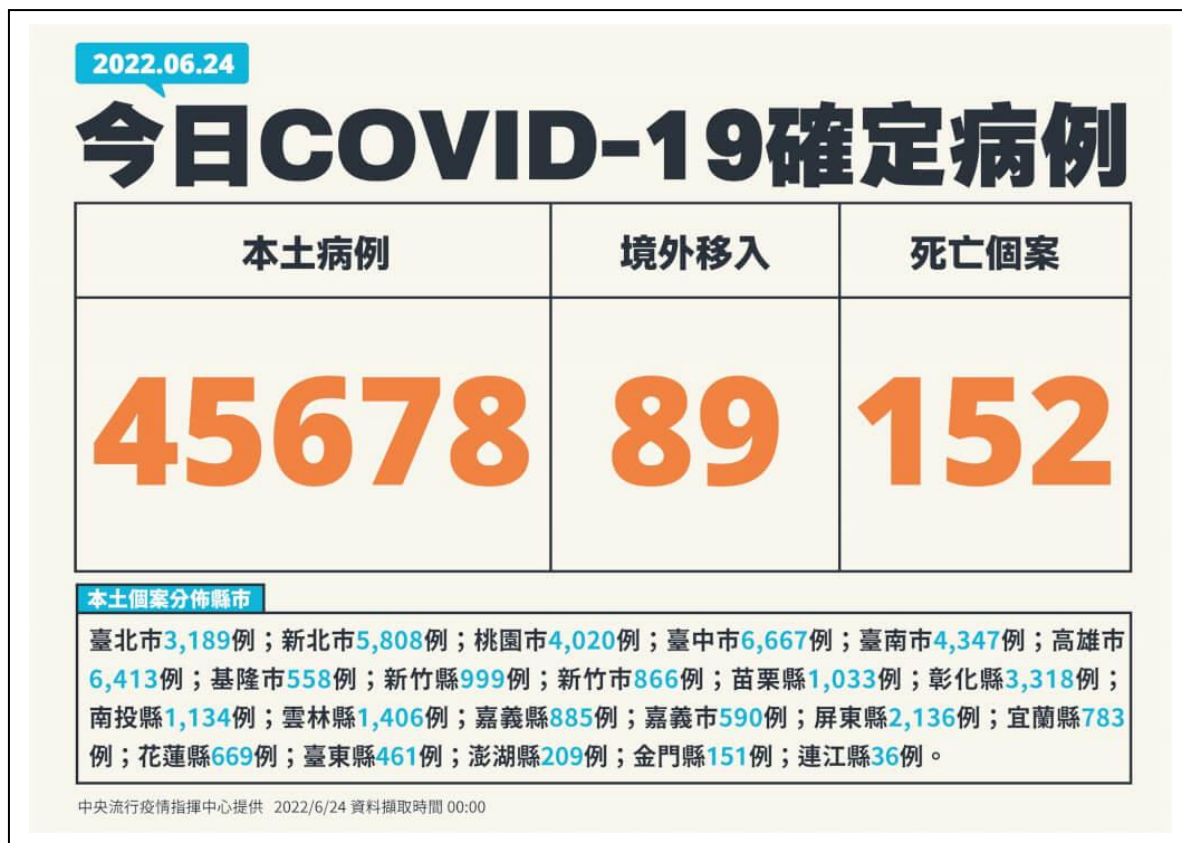 2022.06.24
今日COVID-19確定病例
本土病例
境外移入
死亡個案
45678
89
152
本土個案分佈縣市
臺北市3,189例；新北市5,808例；桃園市4,020例；臺中市6,667例；臺南市4,347例；高雄市
6,413例；基隆市558例；新竹縣999例；新竹市866例；苗栗縣1,033例；彰化縣3,318例；
南投縣1,134例；雲林縣1,406例；嘉義縣885例；嘉義市590例；屏東縣2,136例；宜蘭縣783
例；花蓮縣669例；臺東縣461例；澎湖縣209例；金門縣151例；連江縣36例。
中央流行疫情指揮中心提供 2022/6/24 資料擷取時間 00:00